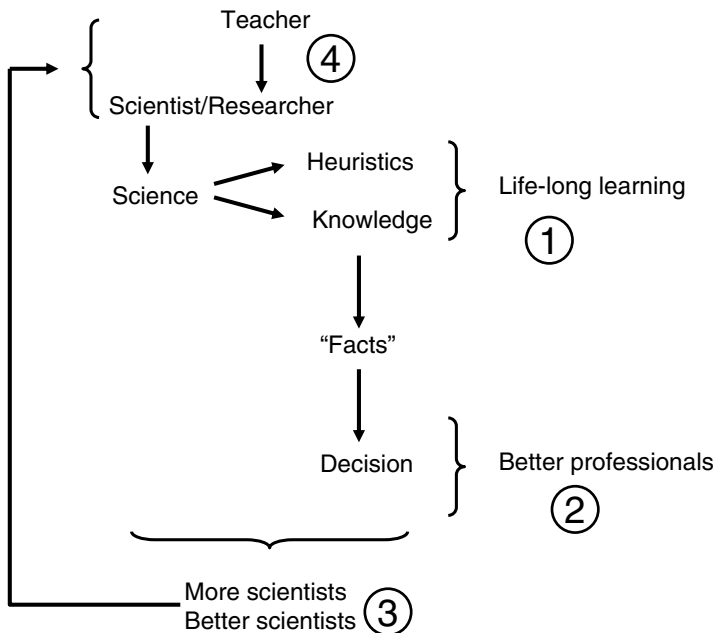 Teacher
4
Scientist/Researcher
Heuristics
Science
Life-long learning
Knowledge
1
“Facts”
Decision
Better professionals
2
More scientists
Better scientists
3